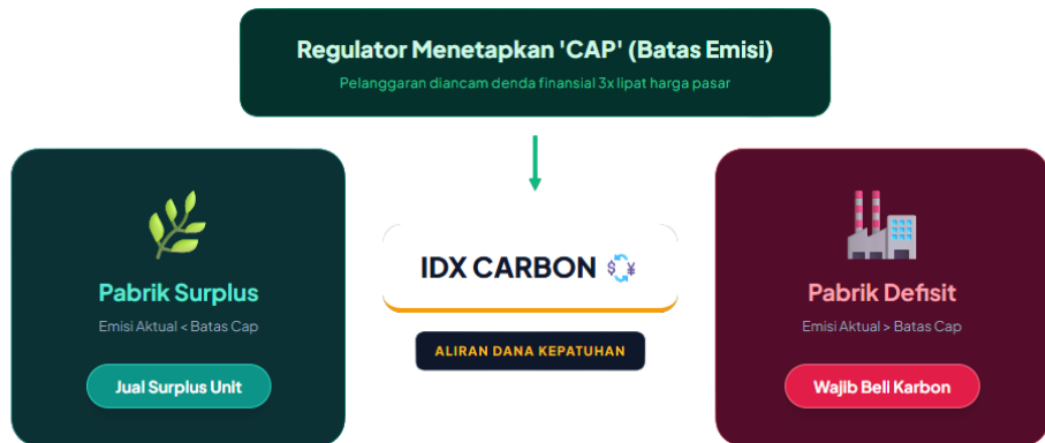 Regulator Menetapkan 'CAP' (Batas Emisi)
Pelanggaran diancam denda finansial 3x lipat harga pasar
Pabrik Surplus
Emisi Aktual < Batas Cap
Jual Surplus Unit
IDX CARBON
ALIRAN DANA KEPATUHAN
Pabrik Defisit
Emisi Aktual > Batas Cap
Wajib Beli Karbon